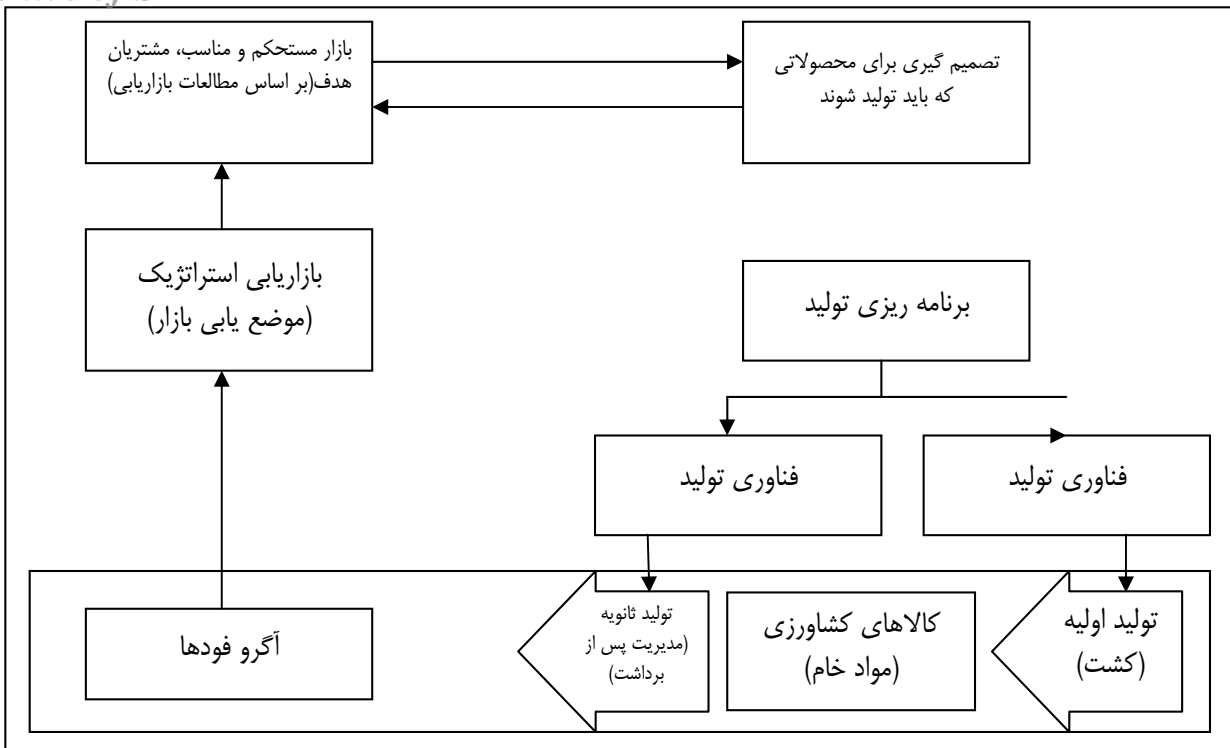 بازار مستحکم و مناسب، مشتریان
هدف(بر اساس مطالعات بازاریابی)
تصمیم گیری برای محصولاتی
که باید تولید شوند
بازاریابی استراتژیک
(موضع یابی بازار)
برنامه ریزی تولید
فناوری تولید
فناوری تولید
تولید اولیه
(کشت)
کالاهای کشاورزی
(مواد خام)
تولید ثانویه
(مدیریت پس از
برداشت)
آگرو فودها